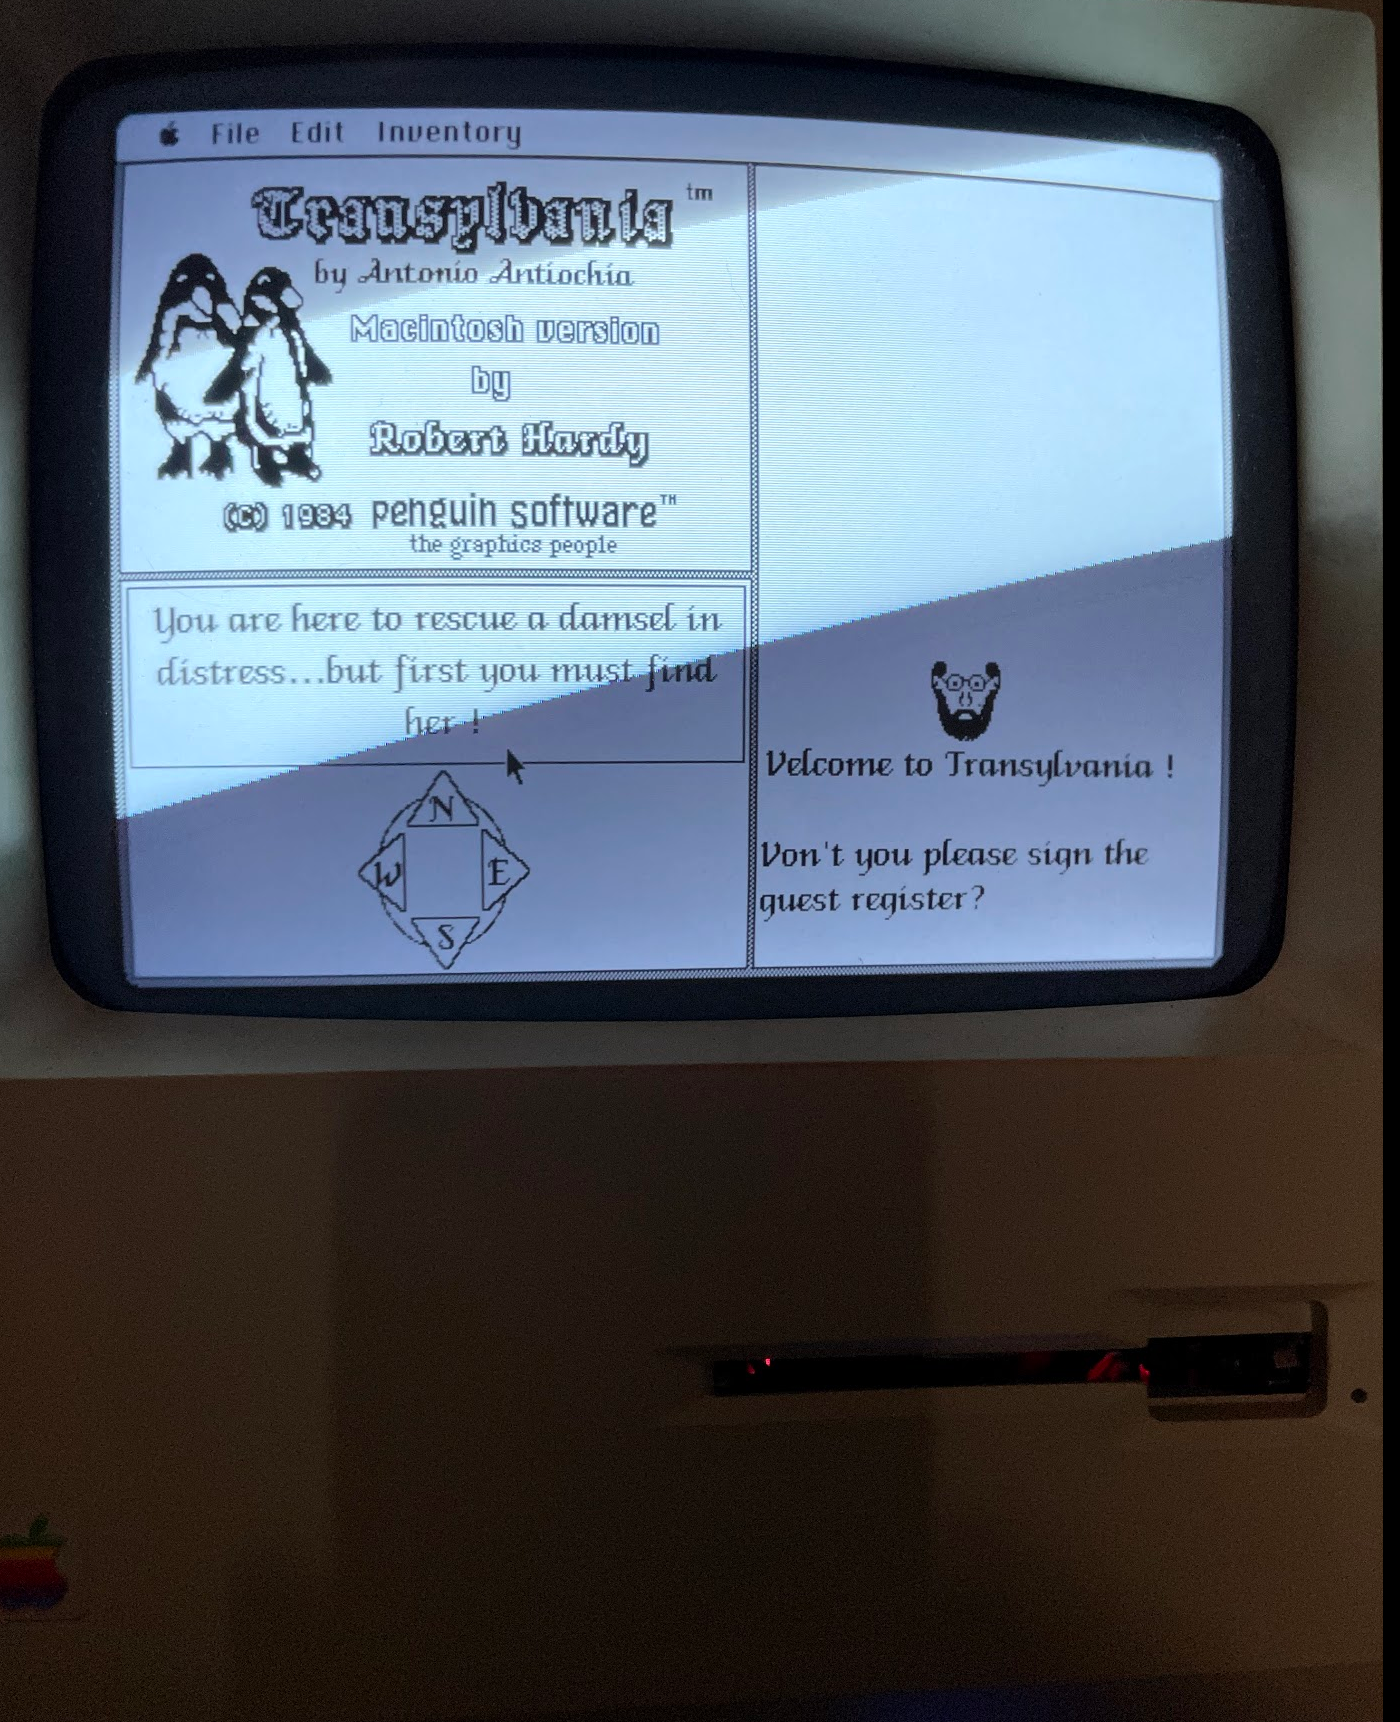 File Edit Inventory
Transylvania tm
by Antonio Antiochia
Macintosh version
by
Robert Hardy
(C) 1984 penguin software TM
the graphics people
You are here to rescue a damsel in
distress...but first you must find
her !
N
W E
S
Velcome to Transylvania !
Von't you please sign the
guest register?